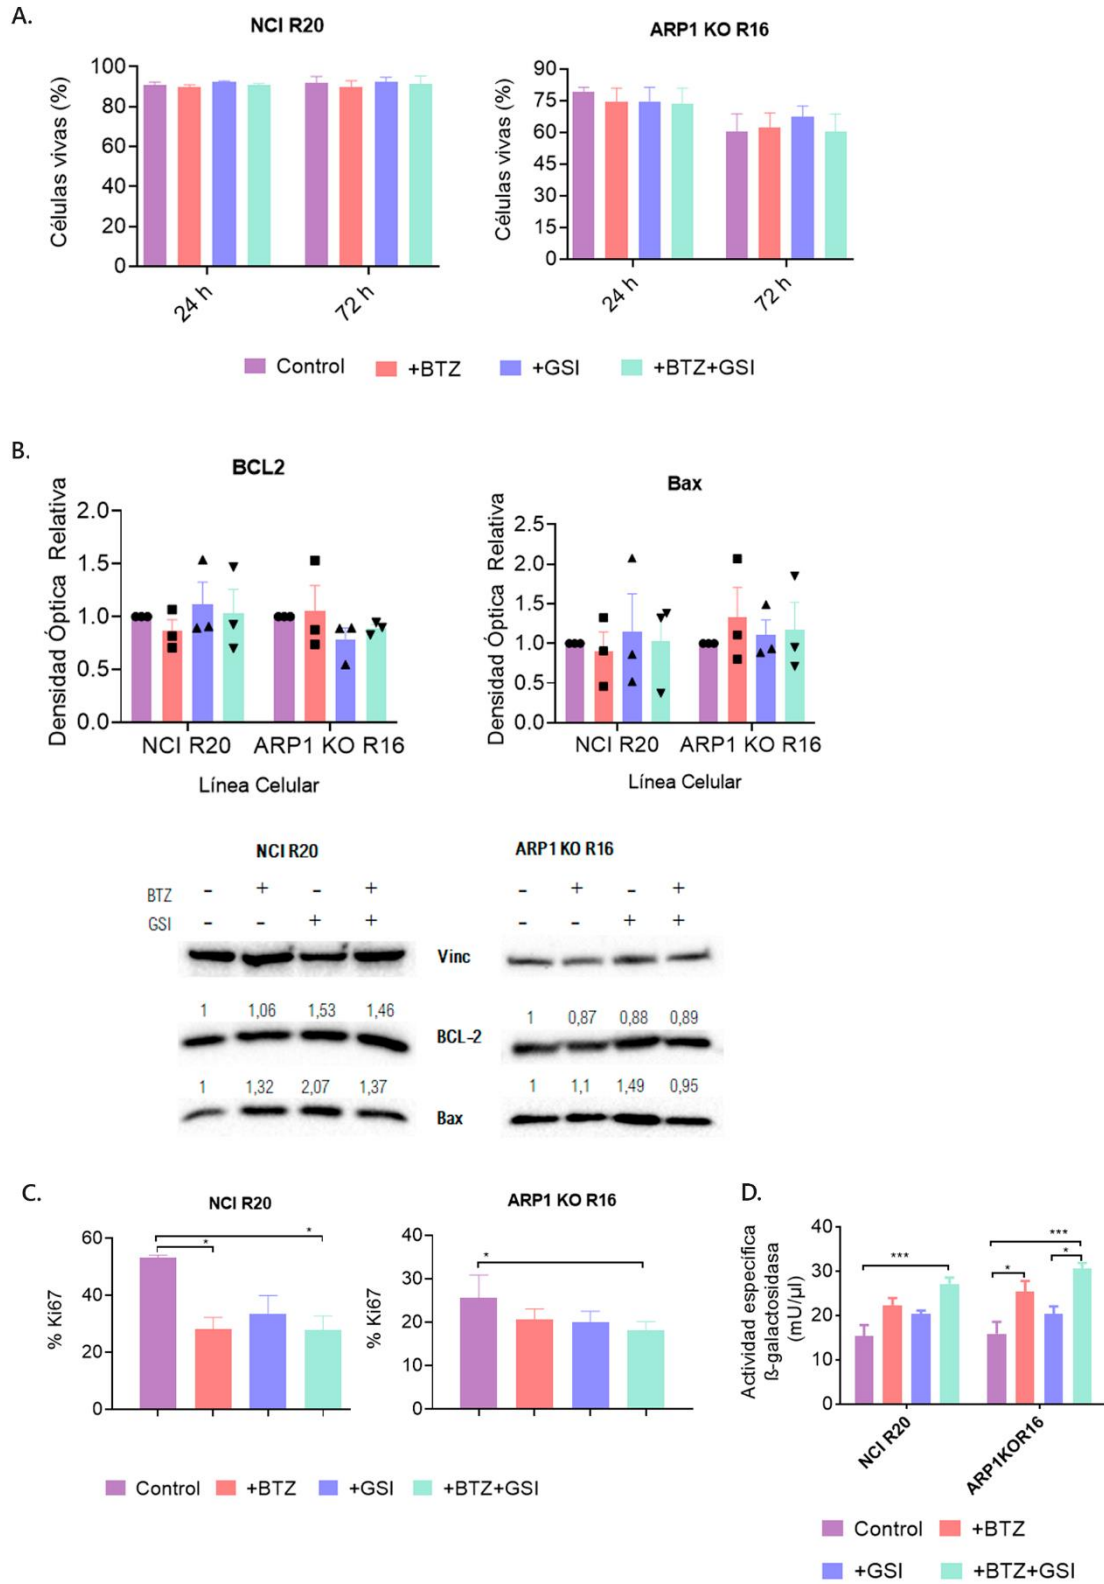 A.
NCI R20
Células vivas (%)
100
80
60
40
20
0
24 h
72 h
ARP1 KO R16
Células vivas (%)
90
75
60
45
30
15
0
24 h
72 h
Control
+BTZ
+GSI
+BTZ+GSI
B.
BCL2
Densidad Óptica Relativa
2.0
1.5
1.0
0.5
0.0
NCI R20
ARP1 KO R16
Línea Celular
Bax
Densidad Óptica Relativa
2.5
2.0
1.5
1.0
0.5
0.0
NCI R20
ARP1 KO R16
Línea Celular
NCI R20
ARP1 KO R16
BTZ - + - + - + - +
GSI - - + + - - + +
Vinc
1 1,06 1,53 1,46 1 0,87 0,88 0,89
BCL-2
1 1,32 2,07 1,37 1 1,1 1,49 0,95
Bax
C.
NCI R20
% Ki67
60
40
20
0
*
*
ARP1 KO R16
% Ki67
40
30
20
10
0
*
Control
+BTZ
+GSI
+BTZ+GSI
D.
Actividad específica
ß-galactosidasa
(mU/µl)
40
30
20
10
0
***
***
*
*
NCI R20
ARP1KOR16
Control
+BTZ
+GSI
+BTZ+GSI